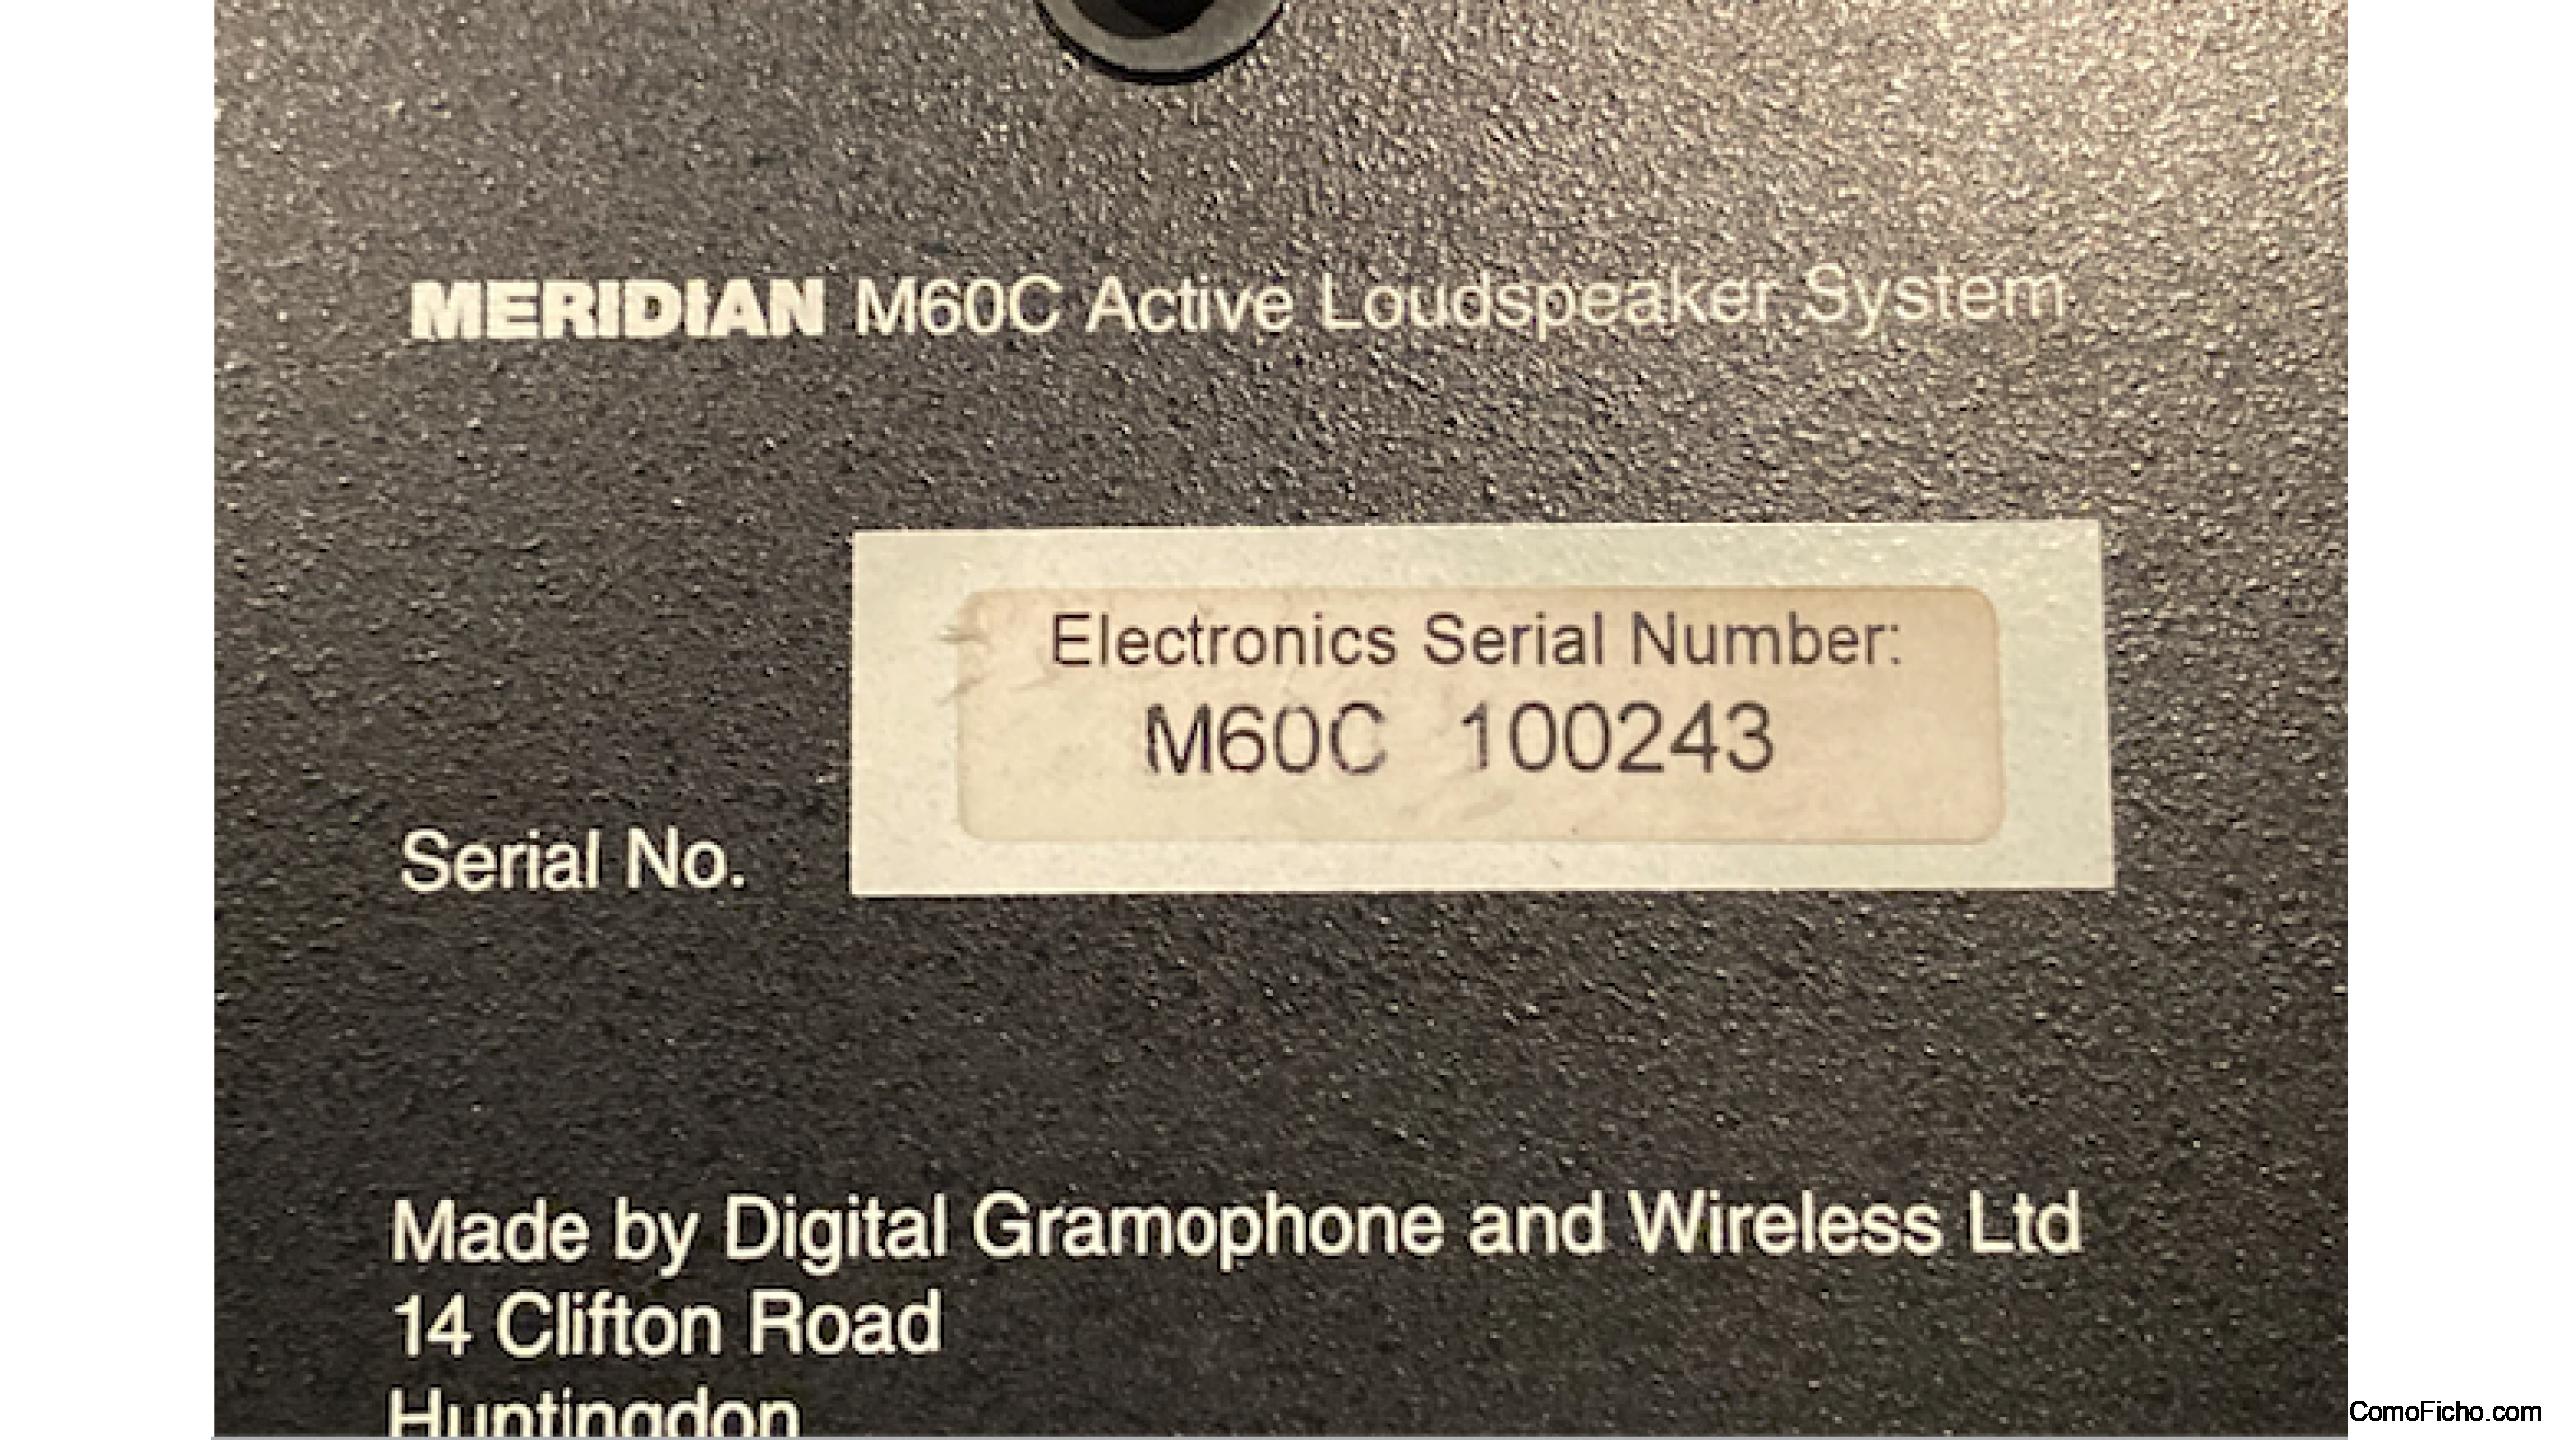 MERIDIAN M60C Active Loudspeaker System
Electronics Serial Number:
M60C 100243
Serial No.
Made by Digital Gramophone and Wireless Ltd
14 Clifton Road
Huntingdon
ComoFicho.com